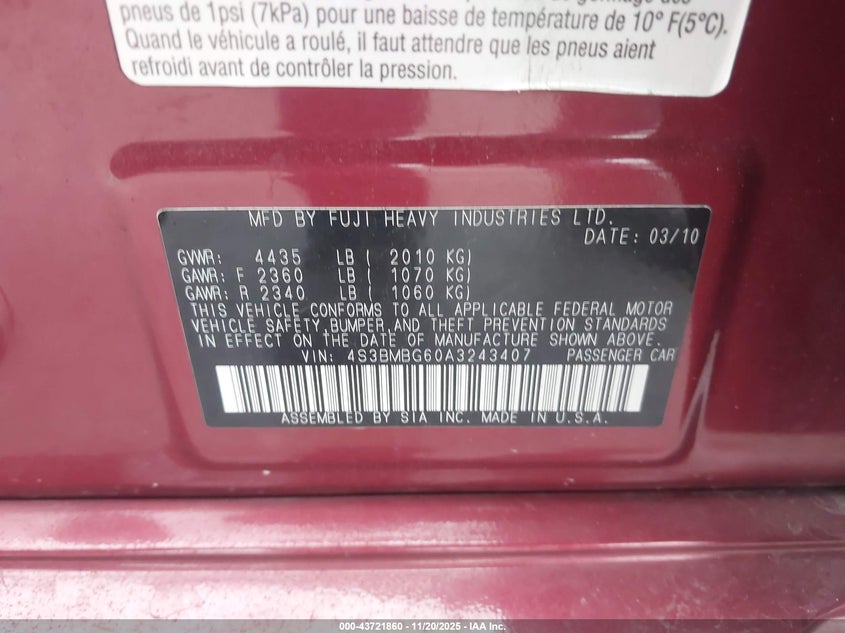 pneus de 1psi (7kPa) pour une baisse de température de 10° F(5°C).
Quand le véhicule a roulé, il faut attendre que les pneus aient
refroidi avant de contrôler la pression.
MFD BY FUJI HEAVY INDUSTRIES LTD.
DATE: 03/10
GVWR: 4435 LB ( 2010 KG)
GAWR: F 2360 LB ( 1070 KG)
GAWR: R 2340 LB ( 1060 KG)
THIS VEHICLE CONFORMS TO ALL APPLICABLE FEDERAL MOTOR
VEHICLE SAFETY,BUMPER,AND THEFT PREVENTION STANDARDS
IN EFFECT ON THE DATE OF MANUFACTURE SHOWN ABOVE.
VIN: 4S3BMBG60A3243407 PASSENGER CAR
ASSEMBLED BY SIA INC. MADE IN U.S.A.
000-43721860 - 11/20/2025 - IAA Inc.